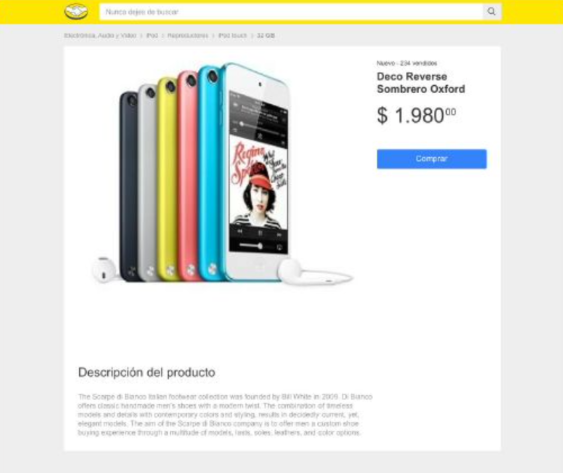 Nunca dejes de buscar
Electrónica, Audio y Video > iPod > Reproductores > iPod touch > 32 GB
Nuevo - 234 vendidos
Deco Reverse
Sombrero Oxford
$ 1.980⁰⁰
Comprar
Regina
Descripción del producto
The Scarpe di Bianco Italian footwear collection was founded by Bill White in 2005. Di Bianco
offers classic handmade men's shoes with a modern twist. The combination of timeless
models and details with contemporary colors and styling, results in decidedly current, yet,
elegant models. The aim of the Scarpe di Bianco company is to offer men a custom shoe
buying experience through a multitude of models, lasts, soles, leathers, and color options.